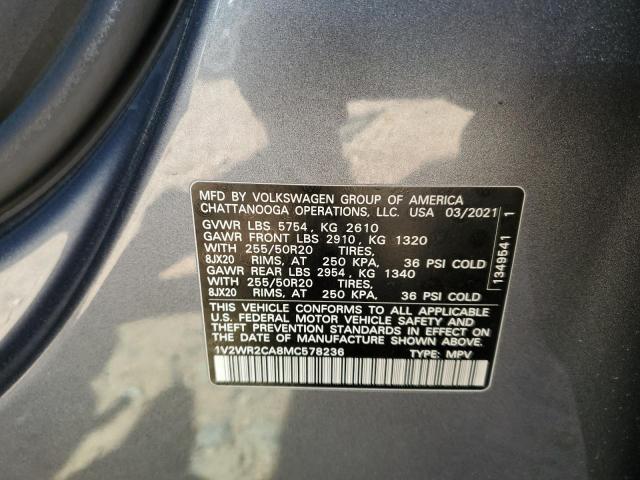 MFD BY VOLKSWAGEN GROUP OF AMERICA
CHATTANOOGA OPERATIONS, LLC. USA 03/2021
GVWR LBS 5754, KG 2610
GAWR FRONT LBS 2910, KG 1320
WITH 255/50R20 TIRES,
8JX20 RIMS, AT 250 KPA, 36 PSI COLD
GAWR REAR LBS 2954, KG 1340
WITH 255/50R20 TIRES,
8JX20 RIMS, AT 250 KPA, 36 PSI COLD
THIS VEHICLE CONFORMS TO ALL APPLICABLE
U.S. FEDERAL MOTOR VEHICLE SAFETY AND
THEFT PREVENTION STANDARDS IN EFFECT ON
THE DATE OF MANUFACTURE SHOWN ABOVE.
1V2WR2CA8MC578236 TYPE: MPV
1349541 1